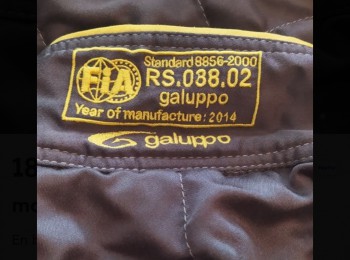 FIA
Standard 8856-2000
RS.088.02
galuppo
Year of manufacture: 2014
galuppo